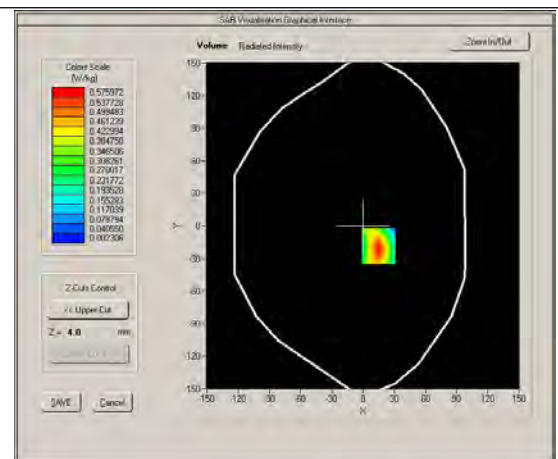 SAR Visualisation Graphical Interface
Volume Radiated Intensity
Zoom In/Out
Colors Scale
(W/kg)
0.575972
0.537728
0.499483
0.461239
0.422994
0.384750
0.346506
0.308261
0.270017
0.231772
0.193528
0.155283
0.117039
0.078794
0.040550
0.002306
Z-Cuts Control
<< Upper Cut
Z = 4.0 mm
SAVE
Cancel
150
120
90
60
30
0
-30
-60
-90
-120
-150
Y
-150 -120 -90 -60 -30 0 30 60 90 120 150
X